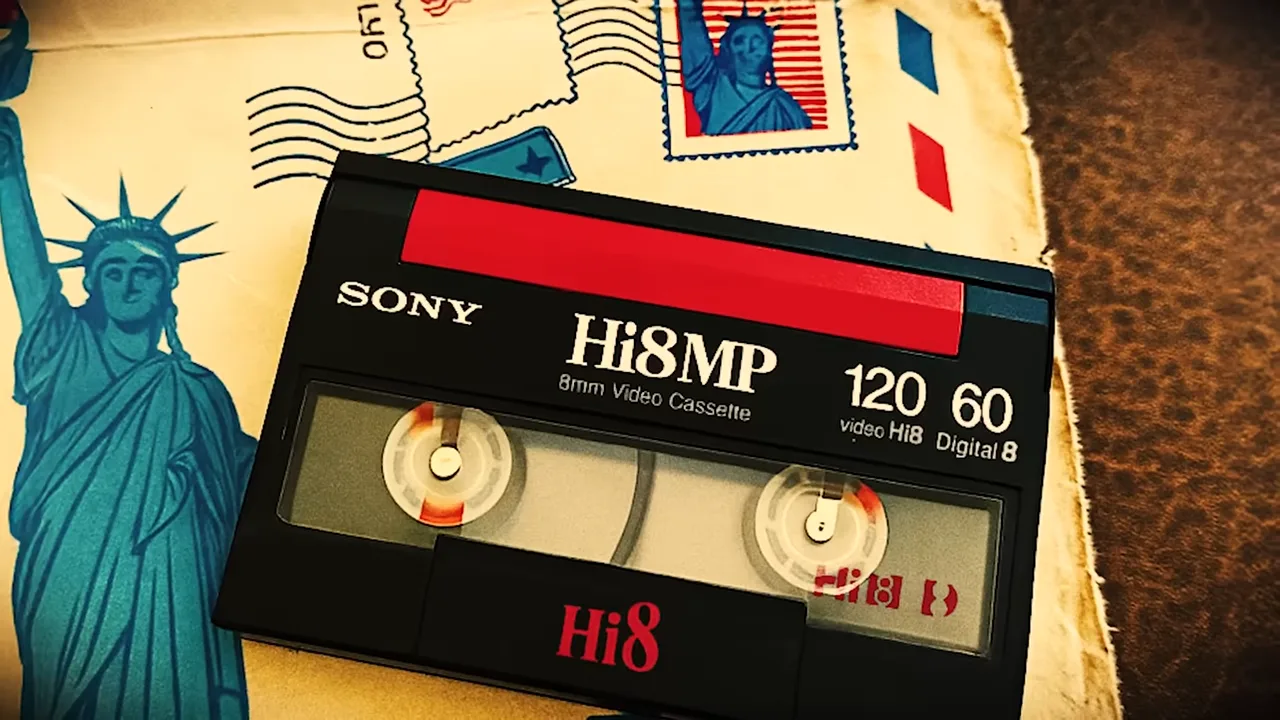 SONY
Hi8MP
8mm Video Cassette
120 60
video Hi8 Digital 8
Hi8
Hi8